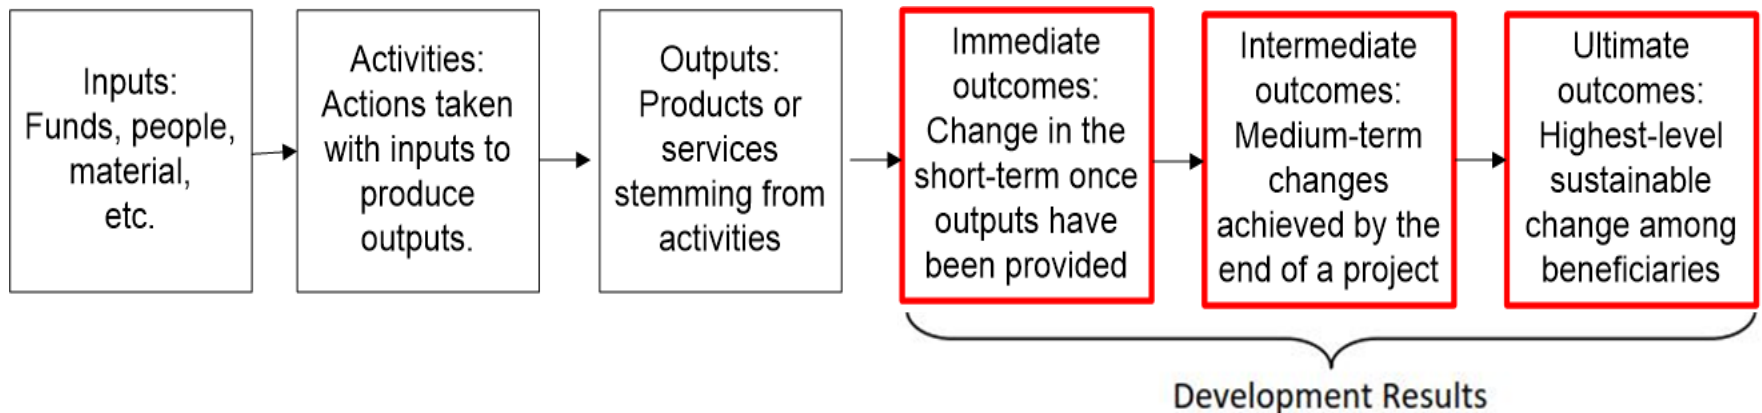 Inputs:
Funds, people,
material,
etc.
Activities:
Actions taken
with inputs to
produce
outputs.
Outputs:
Products or
services
stemming from
activities
Immediate
outcomes:
Change in the
short-term once
outputs have
been provided
Intermediate
outcomes:
Medium-term
changes
achieved by the
end of a project
Ultimate
outcomes:
Highest-level
sustainable
change among
beneficiaries
Development Results